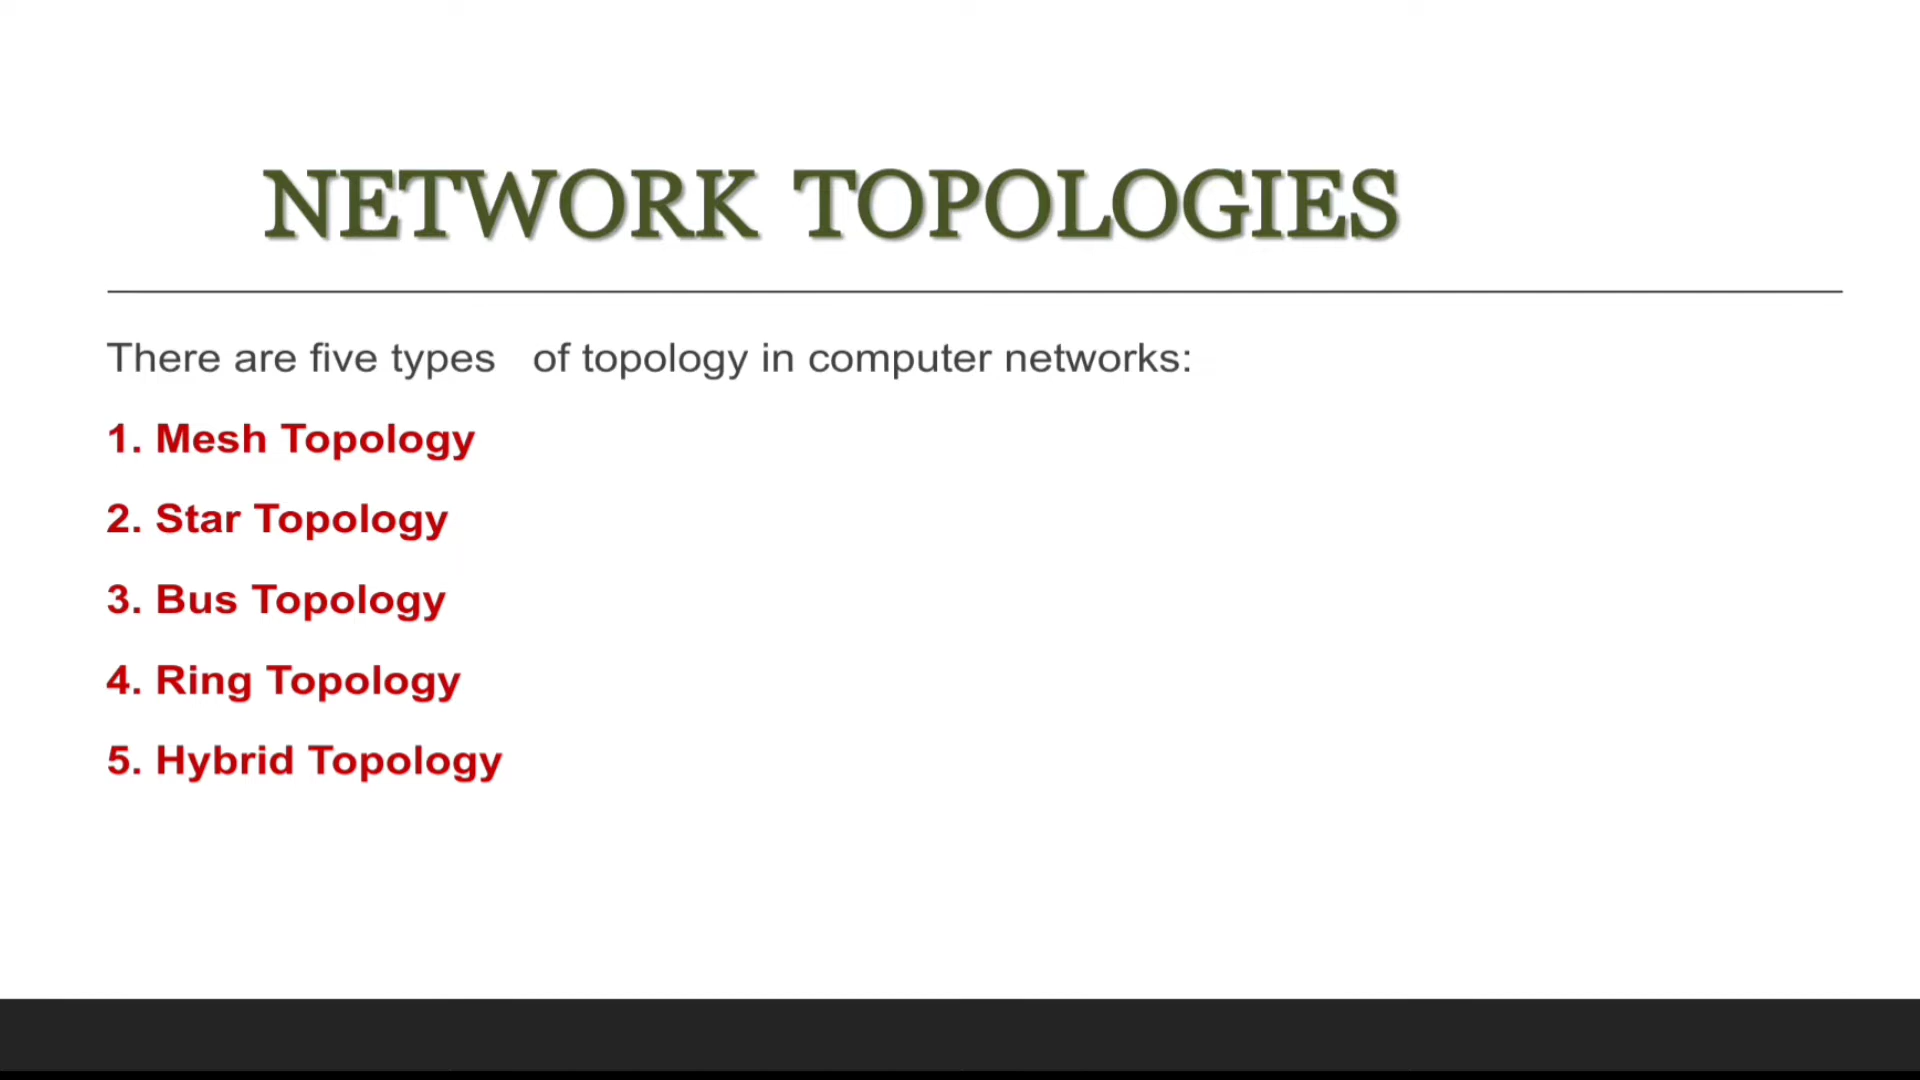 NETWORK TOPOLOGIES
There are five types of topology in computer networks:
1. Mesh Topology
2. Star Topology
3. Bus Topology
4. Ring Topology
5. Hybrid Topology